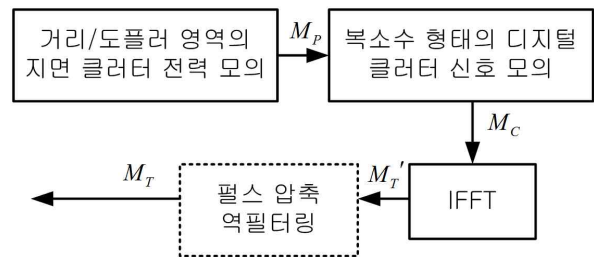 거리/도플러 영역의
지면 클러터 전력 모의
M_P
복소수 형태의 디지털
클러터 신호 모의
M_C
IFFT
M_T'
펄스 압축
역필터링
M_T